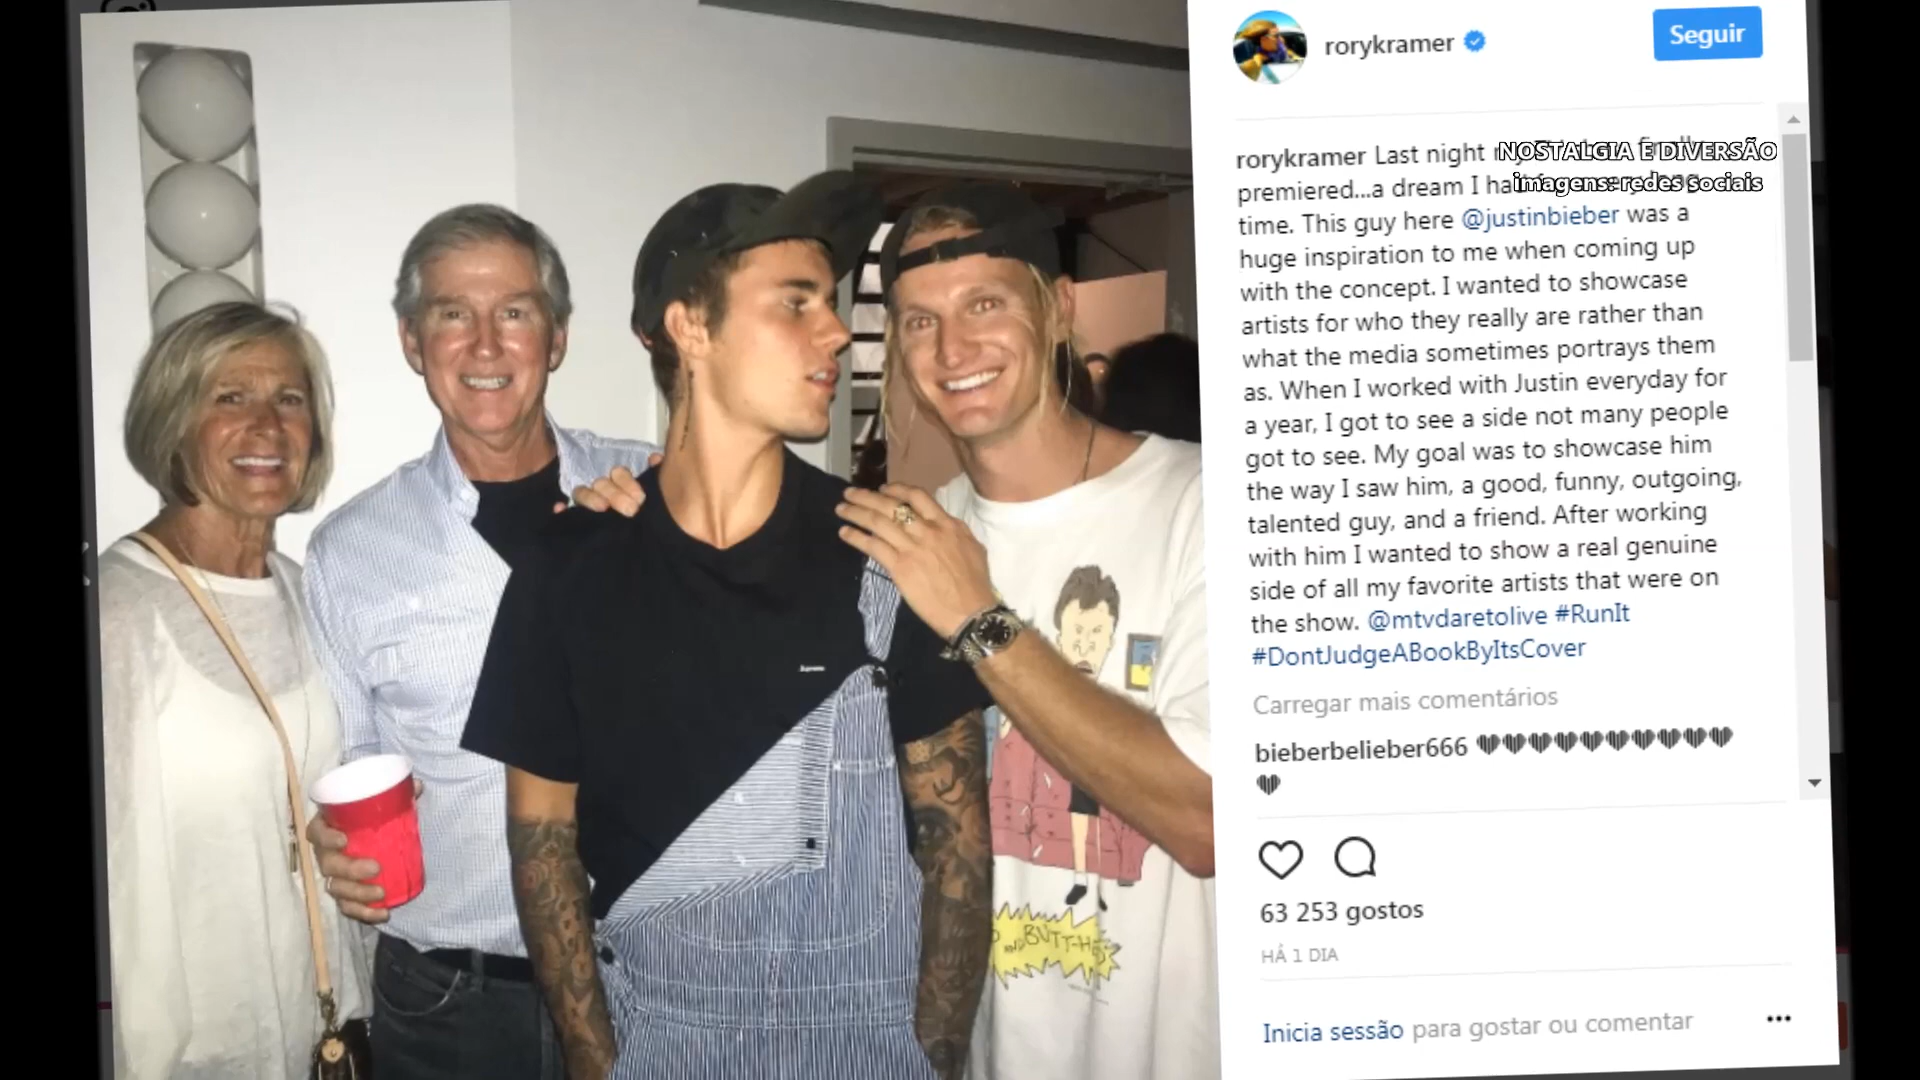 rorykramer
Seguir
NOSTALGIA E DIVERSÃO
imagens: redes sociais
rorykramer Last night
premiered...a dream I
time. This guy here @justinbieber was a
huge inspiration to me when coming up
with the concept. I wanted to showcase
artists for who they really are rather than
what the media sometimes portrays them
as. When I worked with Justin everyday for
a year, I got to see a side not many people
got to see. My goal was to showcase him
the way I saw him, a good, funny, outgoing,
talented guy, and a friend. After working
with him I wanted to show a real genuine
side of all my favorite artists that were on
the show. @mtvdaretolive #RunIt
#DontJudgeABookByItsCover
Carregar mais comentários
bieberbelieber666 🖤🖤🖤🖤🖤🖤🖤🖤🖤🖤
🖤
63 253 gostos
HÁ 1 DIA
Inicia sessão para gostar ou comentar
Supreme
AND BUTT-HEAD